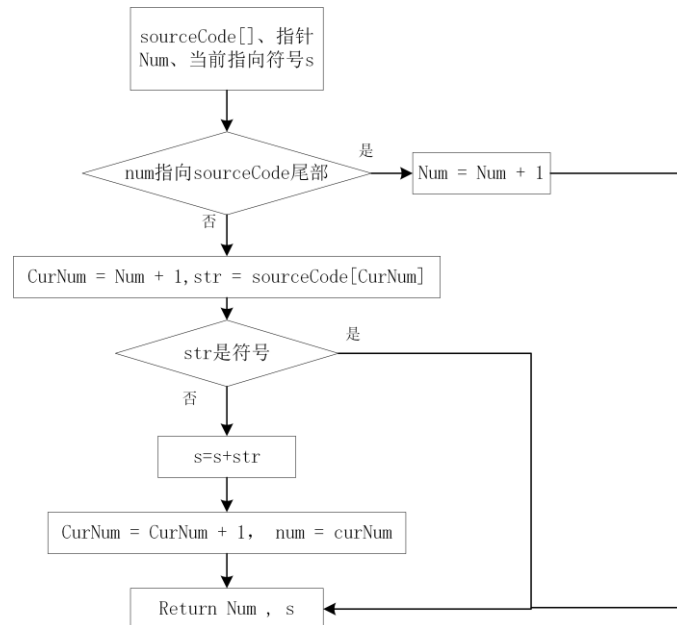 sourceCode[]、指针
Num、当前指向符号s
是
num指向sourceCode尾部
Num = Num + 1
否
CurNum = Num + 1,str = sourceCode[CurNum]
是
str是符号
否
s=s+str
CurNum = CurNum + 1， num = curNum
Return Num , s